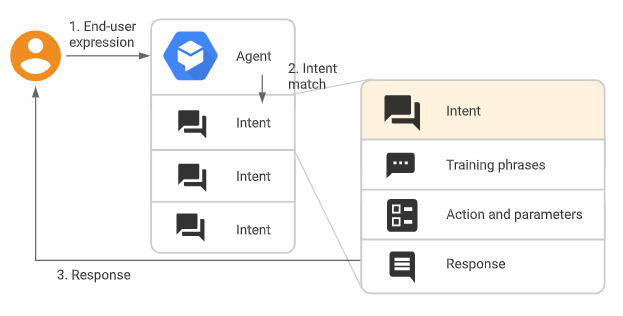 1. End-user
expression
Agent
2. Intent
match
Intent
Intent
Intent
Intent
Training phrases
Action and parameters
Response
3. Response